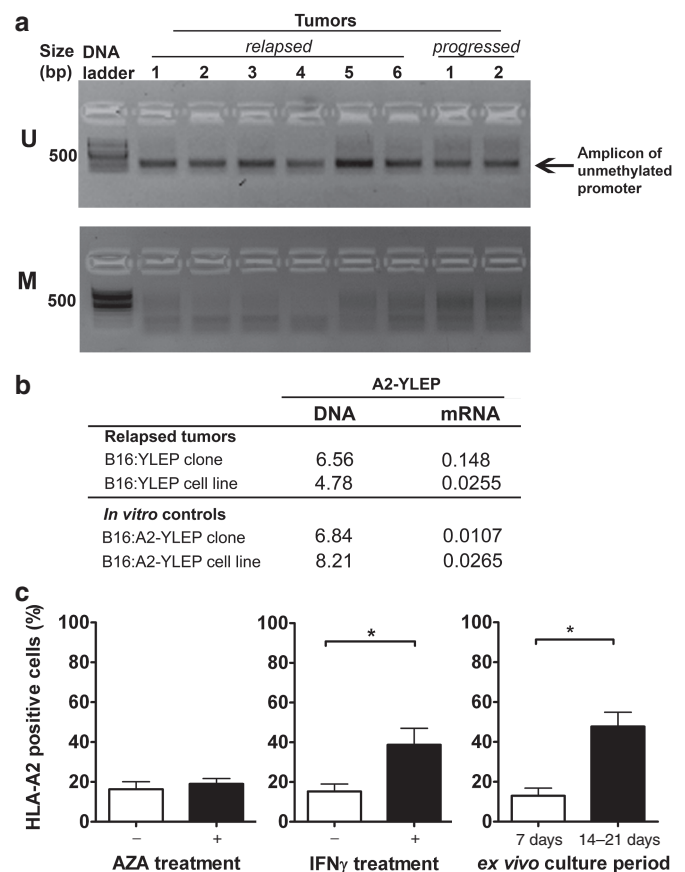 a
Tumors
Size (bp) DNA ladder relapsed progressed
1 2 3 4 5 6 1 2
U
500
Amplicon of
unmethylated
promoter
M
500
b
A2-YLEP
DNA mRNA
Relapsed tumors
B16:YLEP clone 6.56 0.148
B16:YLEP cell line 4.78 0.0255
In vitro controls
B16:A2-YLEP clone 6.84 0.0107
B16:A2-YLEP cell line 8.21 0.0265
c
HLA-A2 positive cells (%)
100
80
60
40
20
0
– +
AZA treatment
100
80
60
40
20
0
*
– +
IFNγ treatment
100
80
60
40
20
0
*
7 days 14–21 days
ex vivo culture period